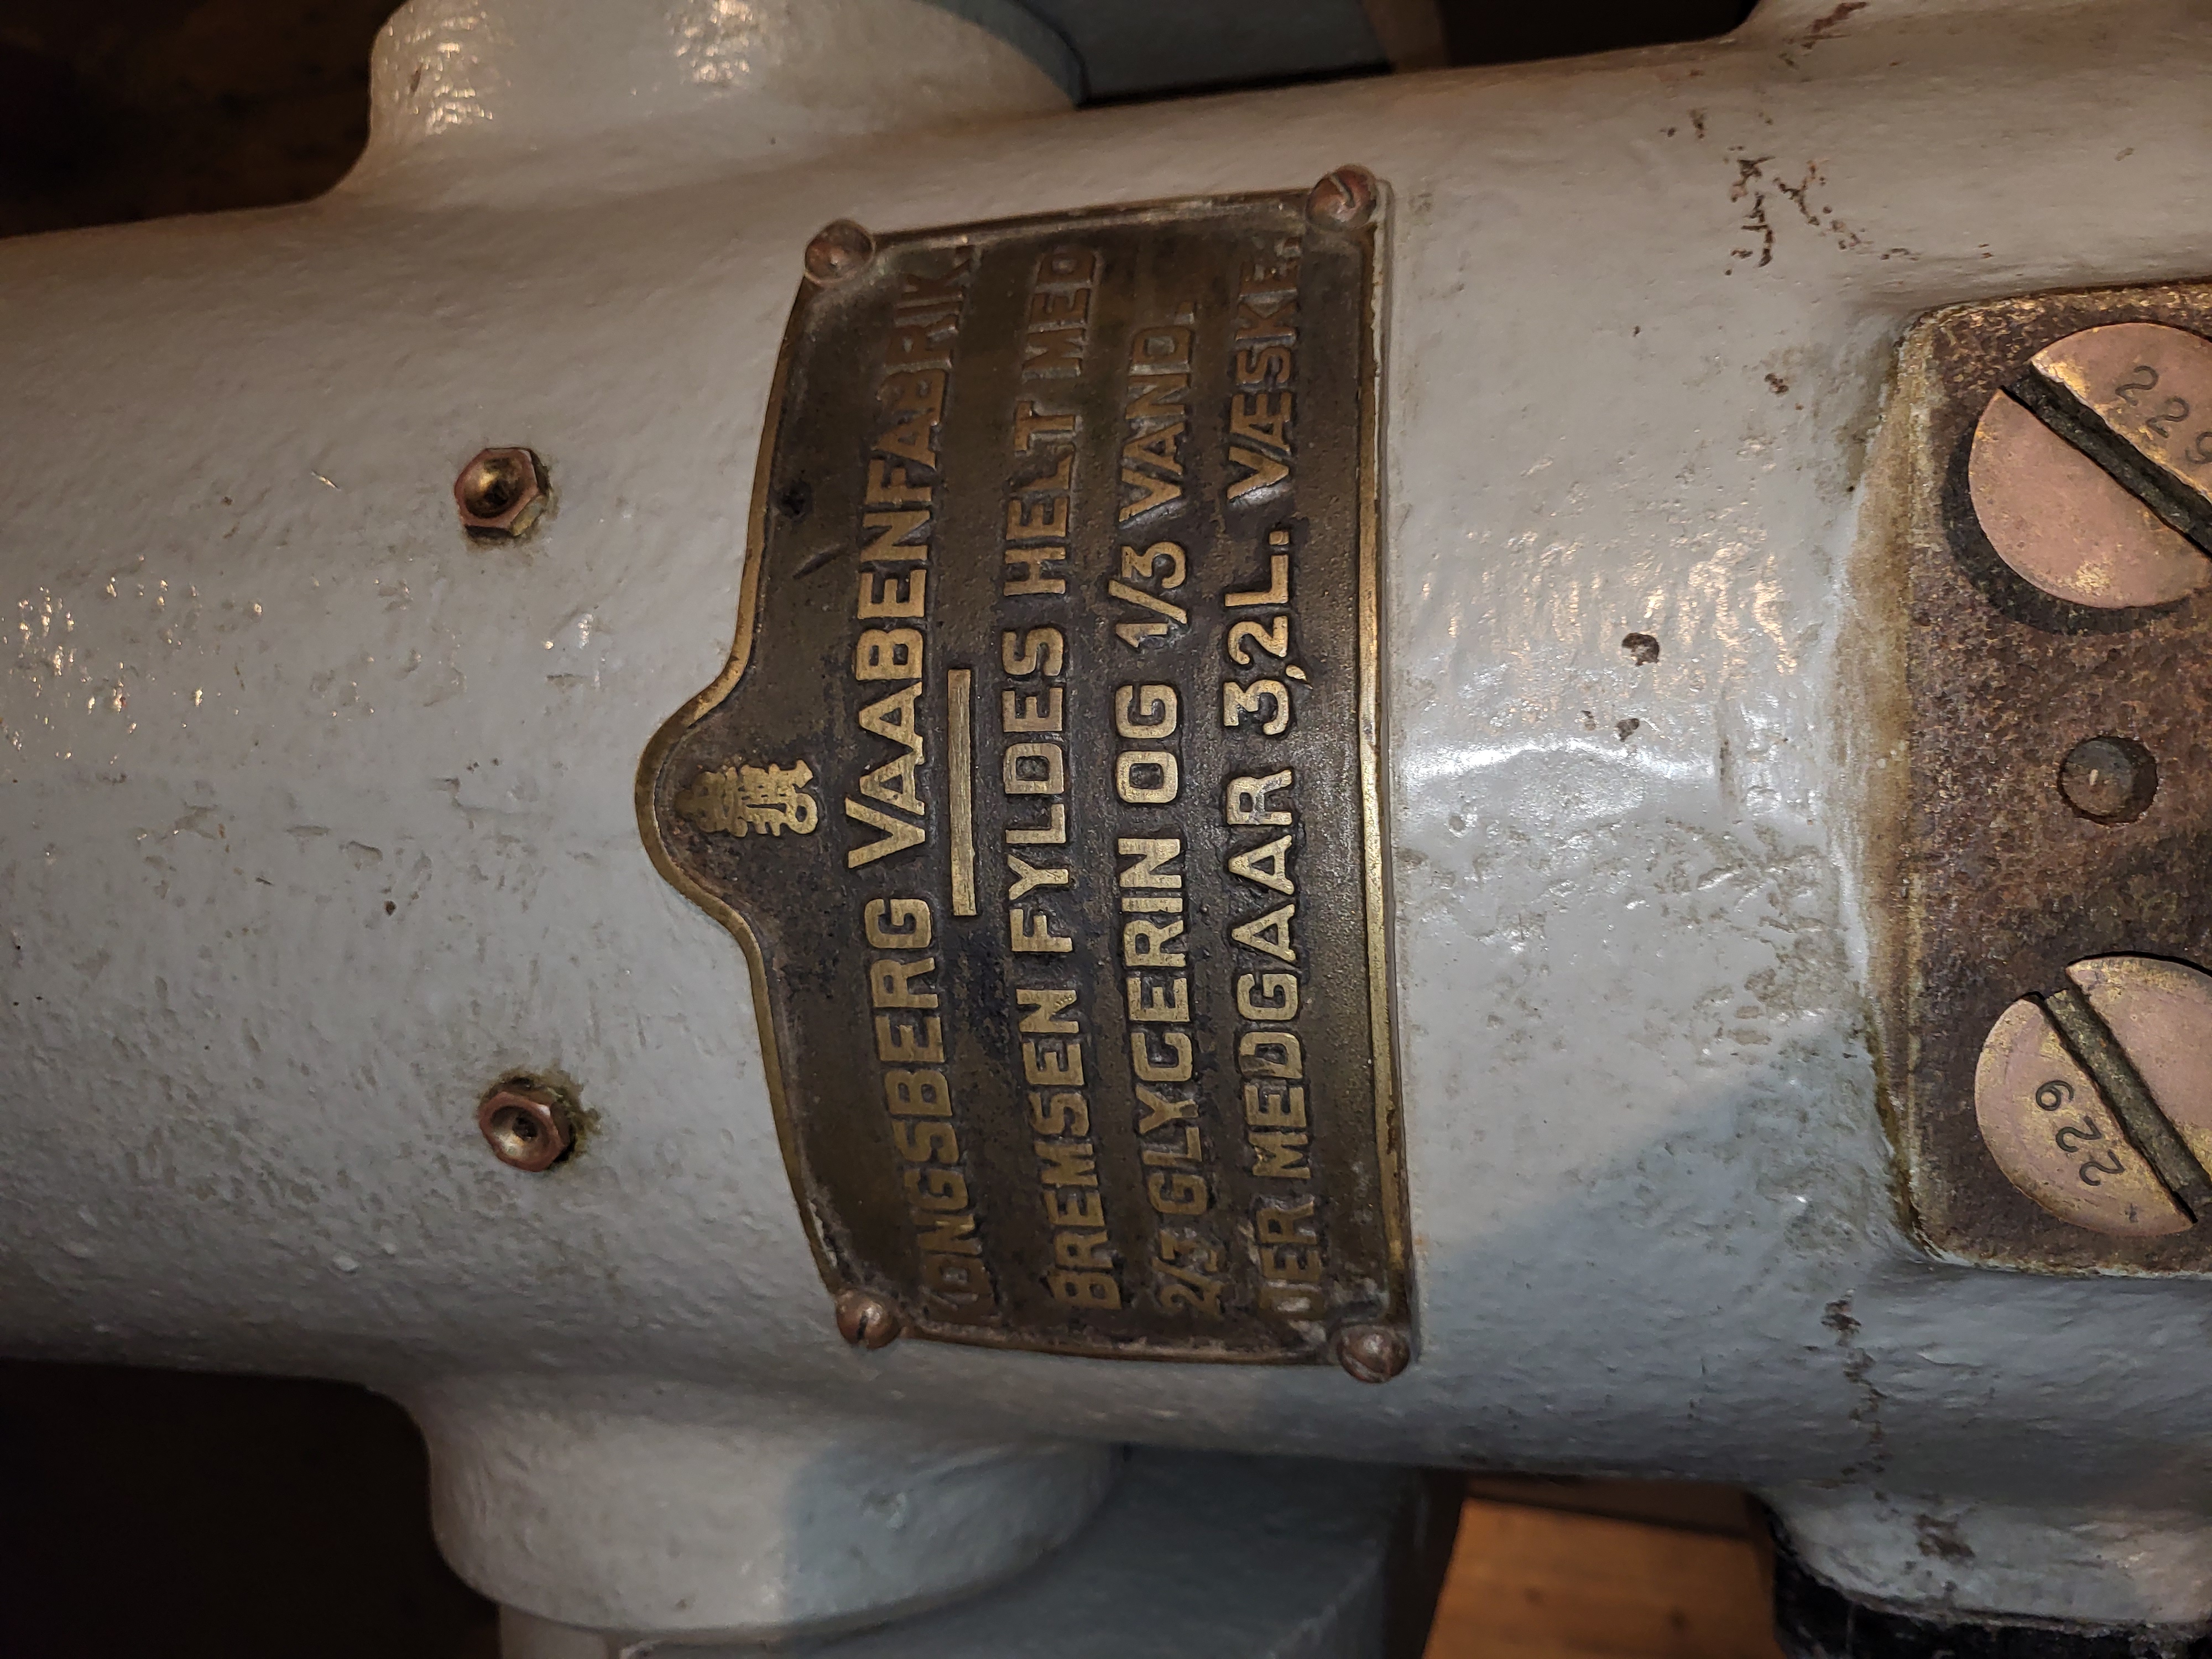 KONGSBERG VAABENFABRIK.
BREMSEN FYLDES HELT MED
2/3 GLYCERIN OG 1/3 VAND.
DER MEDGAAR 3,2L. VÆSKE.
229
229